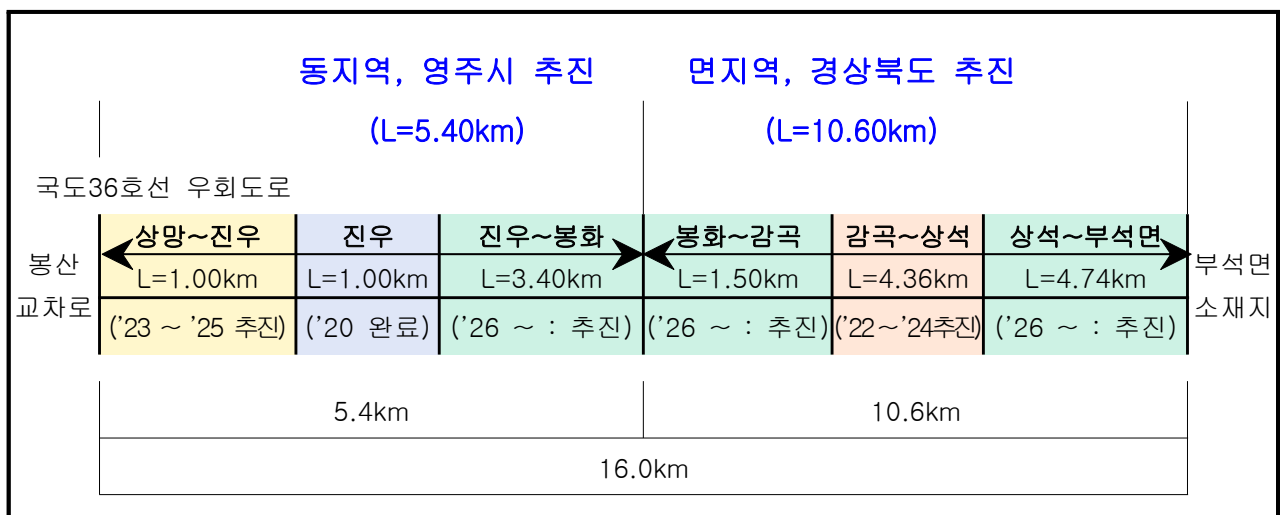 동지역, 영주시 추진 면지역, 경상북도 추진
(L=5.40km) (L=10.60km)
국도36호선 우회도로
상망~진우 진우 진우~봉화 봉화~감곡 감곡~상석 상석~부석면
봉산
교차로
L=1.00km L=1.00km L=3.40km L=1.50km L=4.36km L=4.74km
부석면
소재지
('23 ~ '25 추진) ('20 완료) ('26 ~ : 추진) ('26 ~ : 추진) ('22~'24추진) ('26 ~ : 추진)
5.4km 10.6km
16.0km